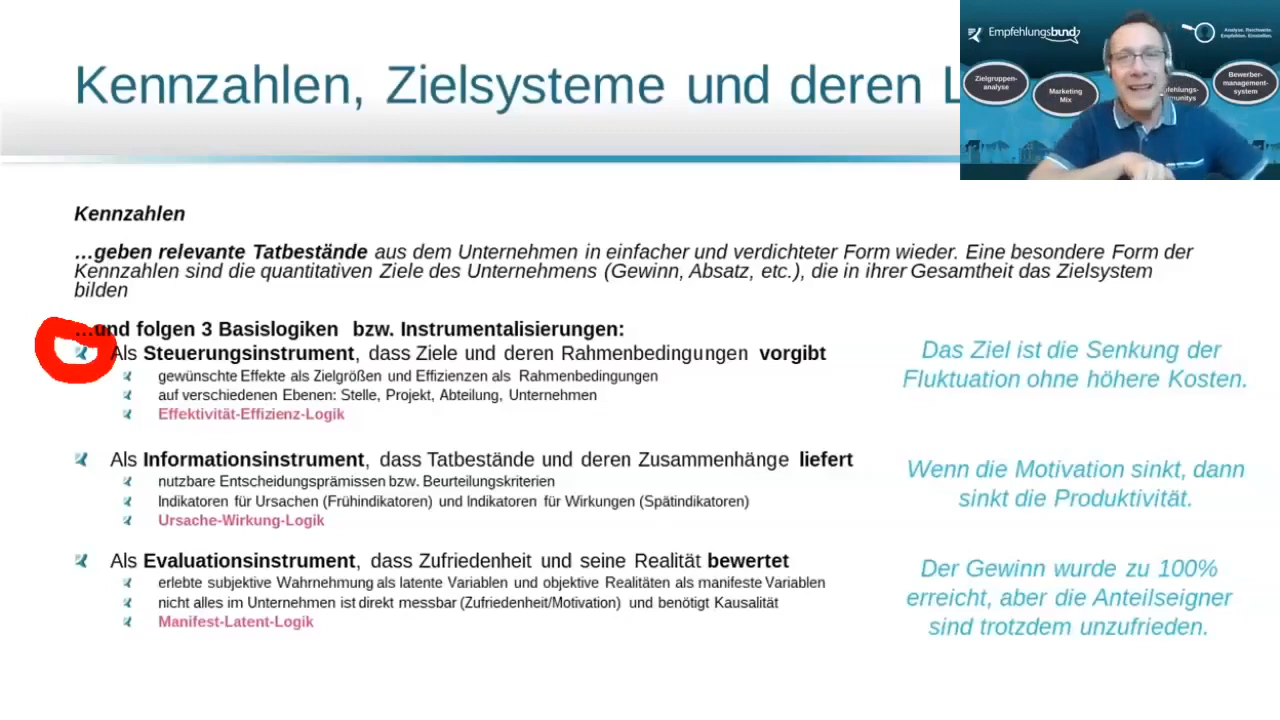 Kennzahlen, Zielsysteme und deren L
Empfehlungsbund
Analyse. Reichweite.
Empfehlen. Einstellen.
Zielgruppen-
analyse
Marketing
Mix
Bewerber-
management-
system
Kennzahlen
…geben relevante Tatbestände aus dem Unternehmen in einfacher und verdichteter Form wieder. Eine besondere Form der
Kennzahlen sind die quantitativen Ziele des Unternehmens (Gewinn, Absatz, etc.), die in ihrer Gesamtheit das Zielsystem
bilden
…und folgen 3 Basislogiken bzw. Instrumentalisierungen:
Als Steuerungsinstrument, dass Ziele und deren Rahmenbedingungen vorgibt
gewünschte Effekte als Zielgrößen und Effizienzen als Rahmenbedingungen
auf verschiedenen Ebenen: Stelle, Projekt, Abteilung, Unternehmen
Effektivität-Effizienz-Logik
Das Ziel ist die Senkung der
Fluktuation ohne höhere Kosten.
Als Informationsinstrument, dass Tatbestände und deren Zusammenhänge liefert
nutzbare Entscheidungsprämissen bzw. Beurteilungskriterien
Indikatoren für Ursachen (Frühindikatoren) und Indikatoren für Wirkungen (Spätindikatoren)
Ursache-Wirkung-Logik
Wenn die Motivation sinkt, dann
sinkt die Produktivität.
Als Evaluationsinstrument, dass Zufriedenheit und seine Realität bewertet
erlebte subjektive Wahrnehmung als latente Variablen und objektive Realitäten als manifeste Variablen
nicht alles im Unternehmen ist direkt messbar (Zufriedenheit/Motivation) und benötigt Kausalität
Manifest-Latent-Logik
Der Gewinn wurde zu 100%
erreicht, aber die Anteilseigner
sind trotzdem unzufrieden.